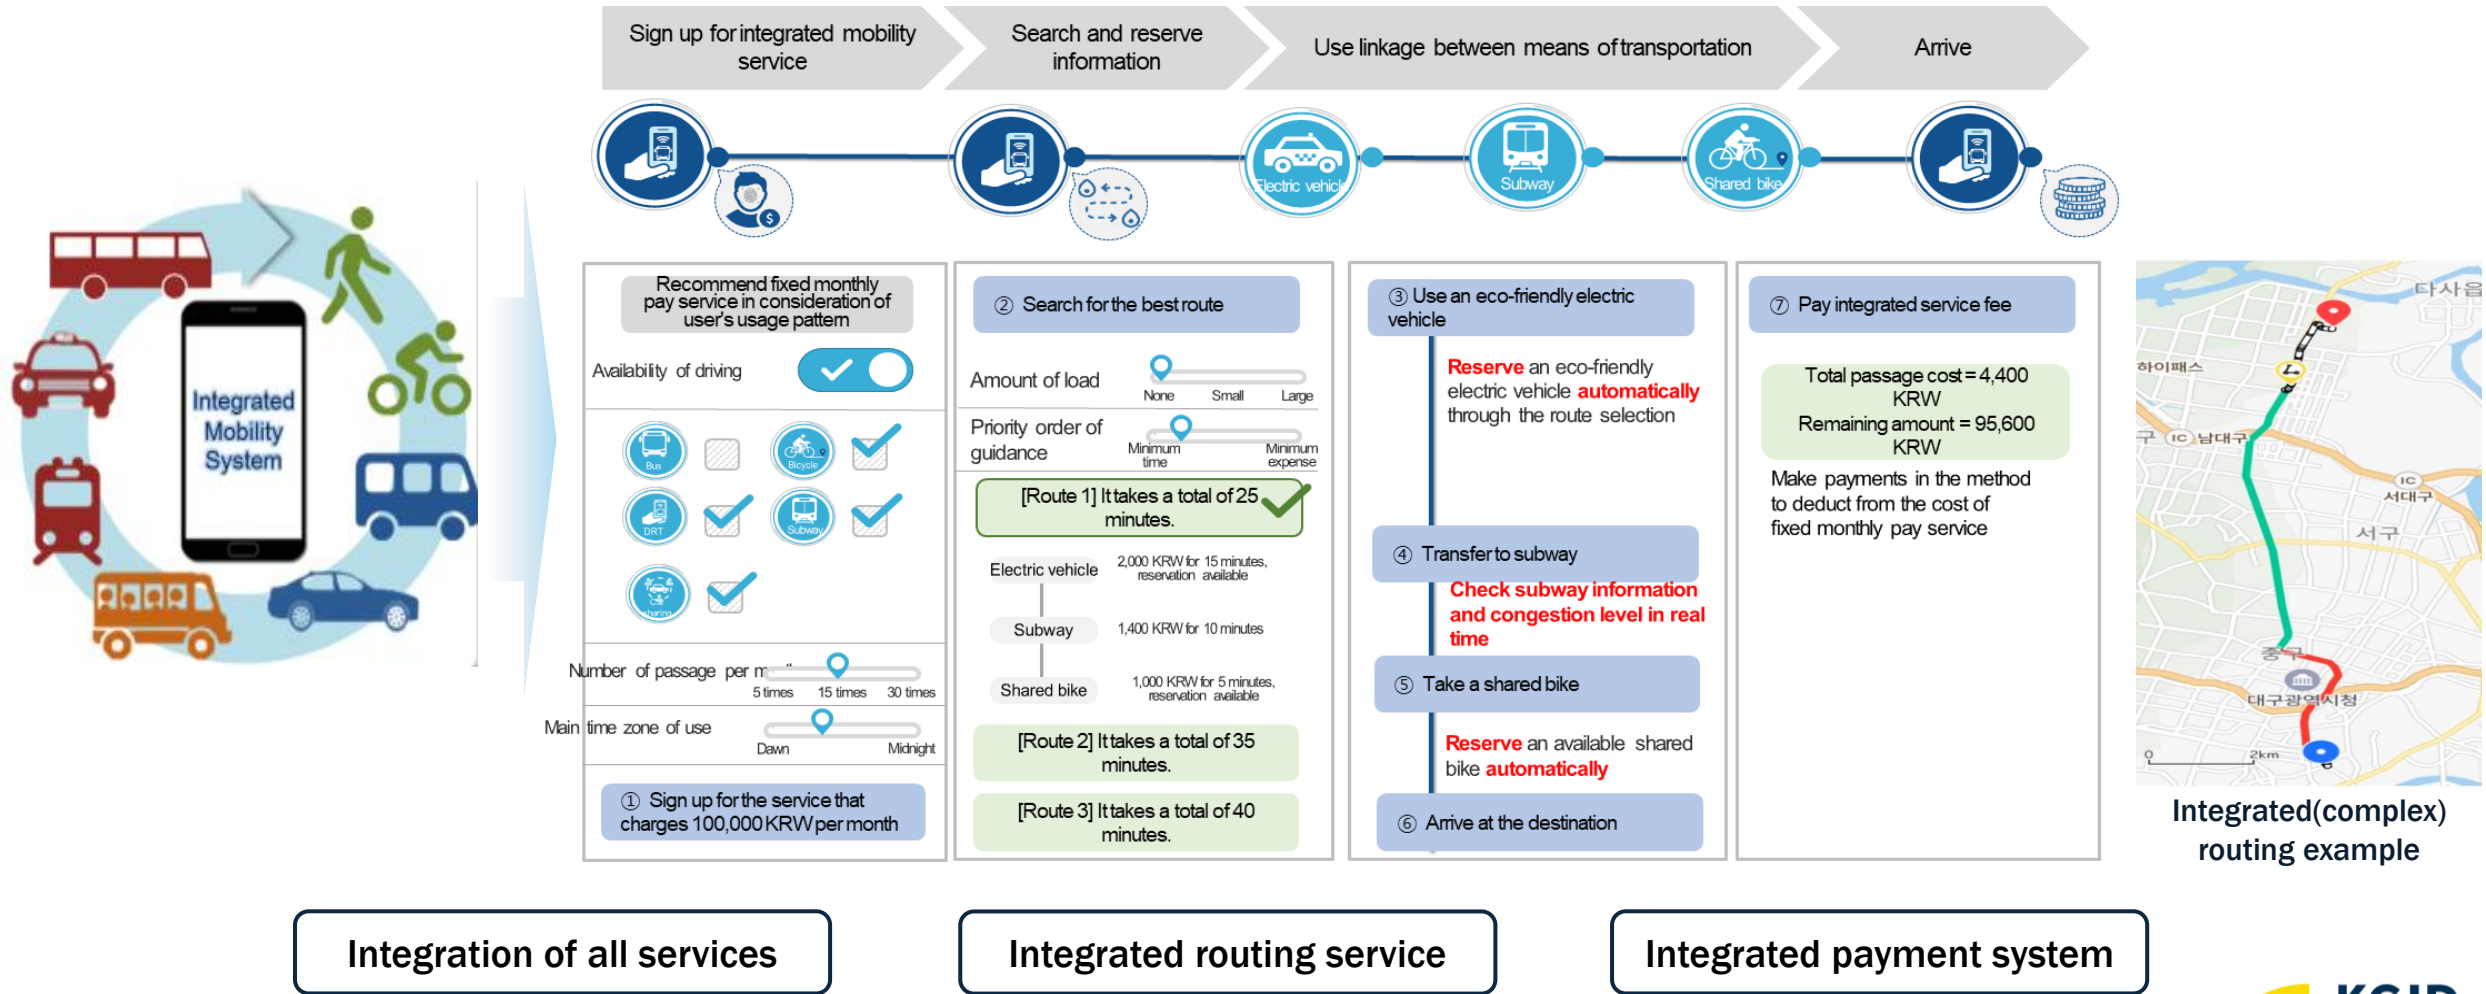 Sign up for integrated mobility
service
Search and reserve
information
Use linkage between means of transportation
Arrive
Electric vehicle
Subway
Shared bike
$
Integrated
Mobility
System
Recommend fixed monthly
pay service in consideration of
user's usage pattern
Availability of driving
Bus
Bicycle
DRT
Subway
Car
sharing
Number of passage per m
5 times
15 times
30 times
Main time zone of use
Dawn
Midnight
① Sign up for the service that
charges 100,000 KRW per month
② Search for the best route
Amount of load
None
Small
Large
Priority order of
guidance
Minimum
time
Minimum
expense
[Route 1] It takes a total of 25
minutes.
Electric vehicle
2,000 KRW for 15 minutes,
reservation available
Subway
1,400 KRW for 10 minutes
Shared bike
1,000 KRW for 5 minutes,
reservation available
[Route 2] It takes a total of 35
minutes.
[Route 3] It takes a total of 40
minutes.
③ Use an eco-friendly electric
vehicle
Reserve an eco-friendly
electric vehicle automatically
through the route selection
④ Transfer to subway
Check subway information
and congestion level in real
time
⑤ Take a shared bike
Reserve an available shared
bike automatically
⑥ Arrive at the destination
⑦ Pay integrated service fee
Total passage cost = 4,400
KRW
Remaining amount = 95,600
KRW
Make payments in the method
to deduct from the cost of
fixed monthly pay service
다사읍
하이패스
구
IC
남대구
IC
서대구
서구
중구
대구광역시청
0
2km
Integrated(complex)
routing example
Integration of all services
Integrated routing service
Integrated payment system